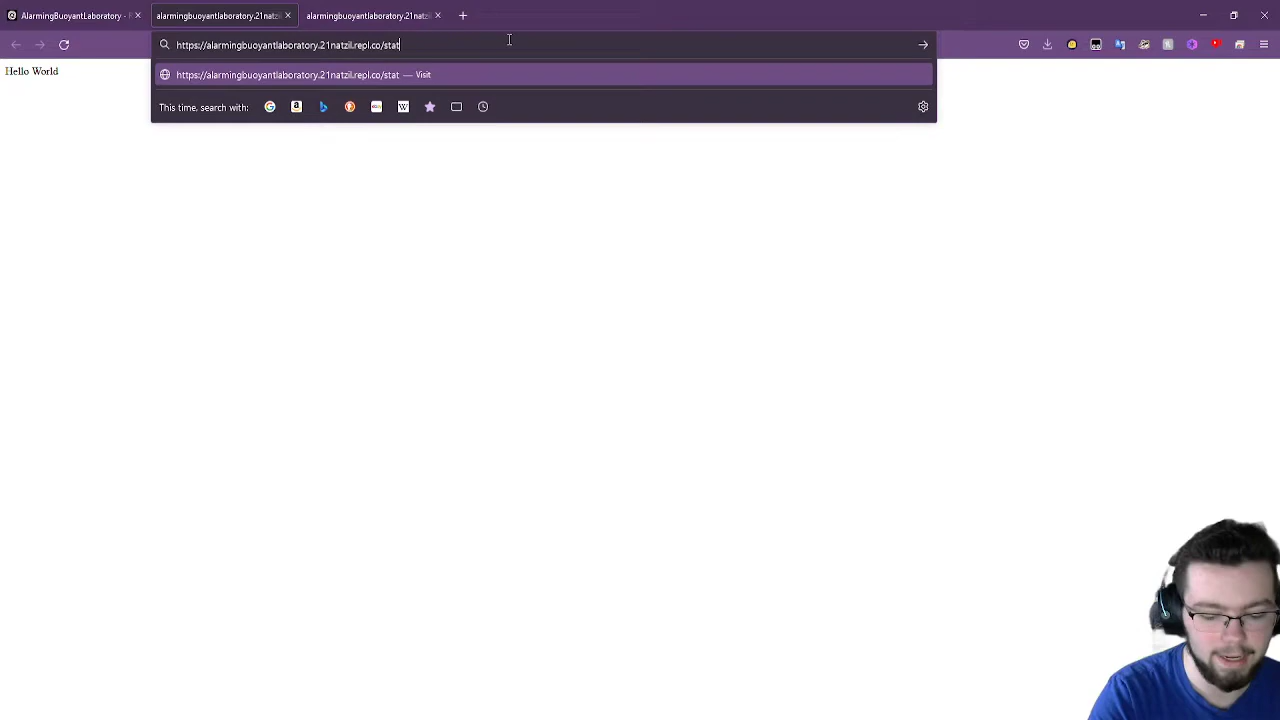 AlarmingBuoyantLaboratory -
alarmingbuoyantlaboratory.21natzil
alarmingbuoyantlaboratory.21natzil
https://alarmingbuoyantlaboratory.21natzil.repl.co/stat
https://alarmingbuoyantlaboratory.21natzil.repl.co/stat — Visit
Hello World
This time, search with: